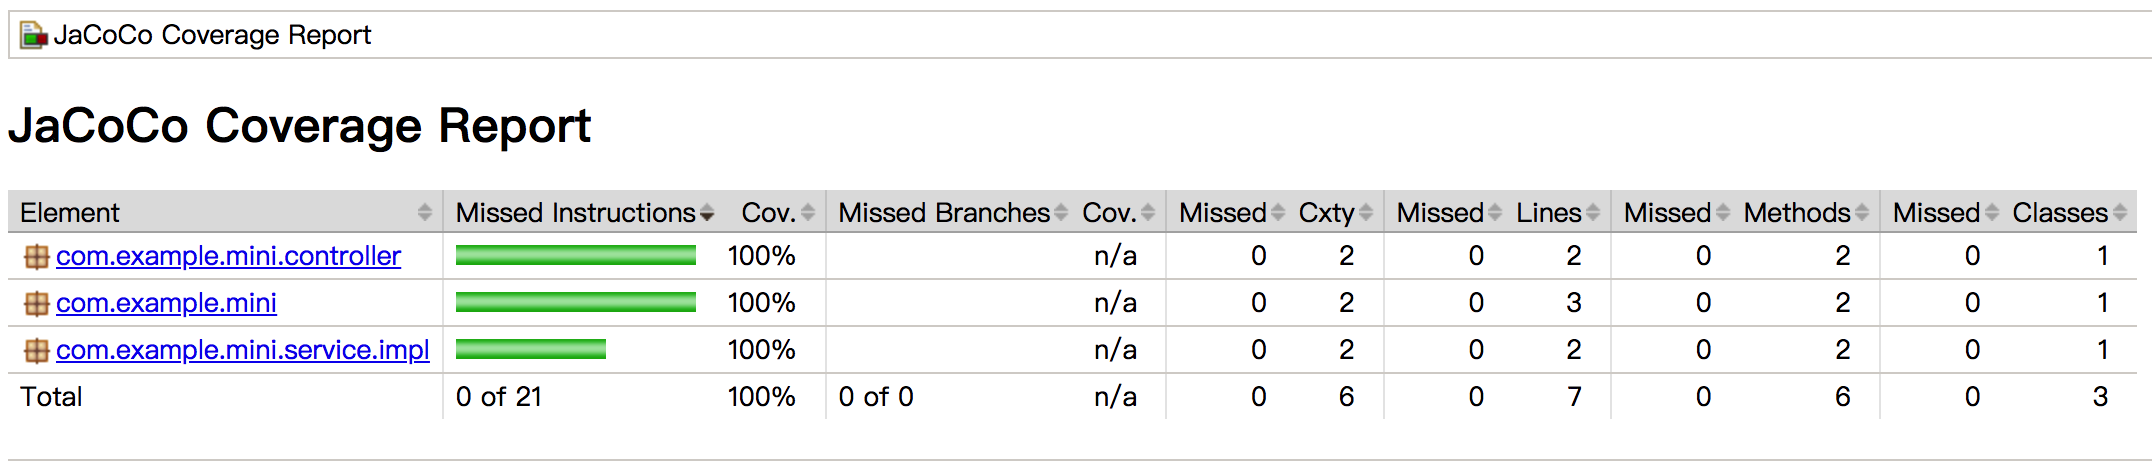 JaCoCo Coverage Report
JaCoCo Coverage Report
Element Missed Instructions Cov. Missed Branches Cov. Missed Cxty Missed Lines Missed Methods Missed Classes
com.example.mini.controller 100% n/a 0 2 0 2 0 2 0 1
com.example.mini 100% n/a 0 2 0 3 0 2 0 1
com.example.mini.service.impl 100% n/a 0 2 0 2 0 2 0 1
Total 0 of 21 100% 0 of 0 n/a 0 6 0 7 0 6 0 3